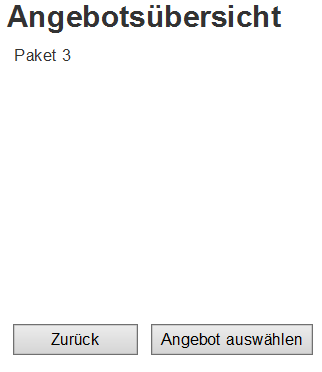 Angebotsübersicht
Paket 3
Zurück
Angebot auswählen